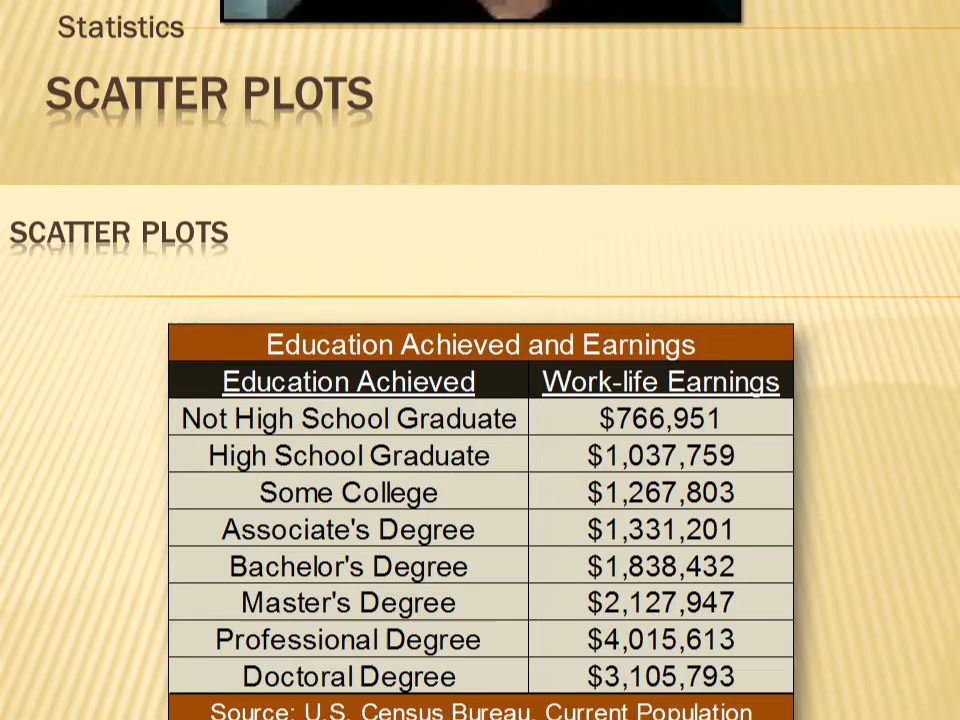 Statistics
SCATTER PLOTS
SCATTER PLOTS
Education Achieved and Earnings
Education Achieved Work-life Earnings
Not High School Graduate $766,951
High School Graduate $1,037,759
Some College $1,267,803
Associate's Degree $1,331,201
Bachelor's Degree $1,838,432
Master's Degree $2,127,947
Professional Degree $4,015,613
Doctoral Degree $3,105,793
Source: U.S. Census Bureau, Current Population